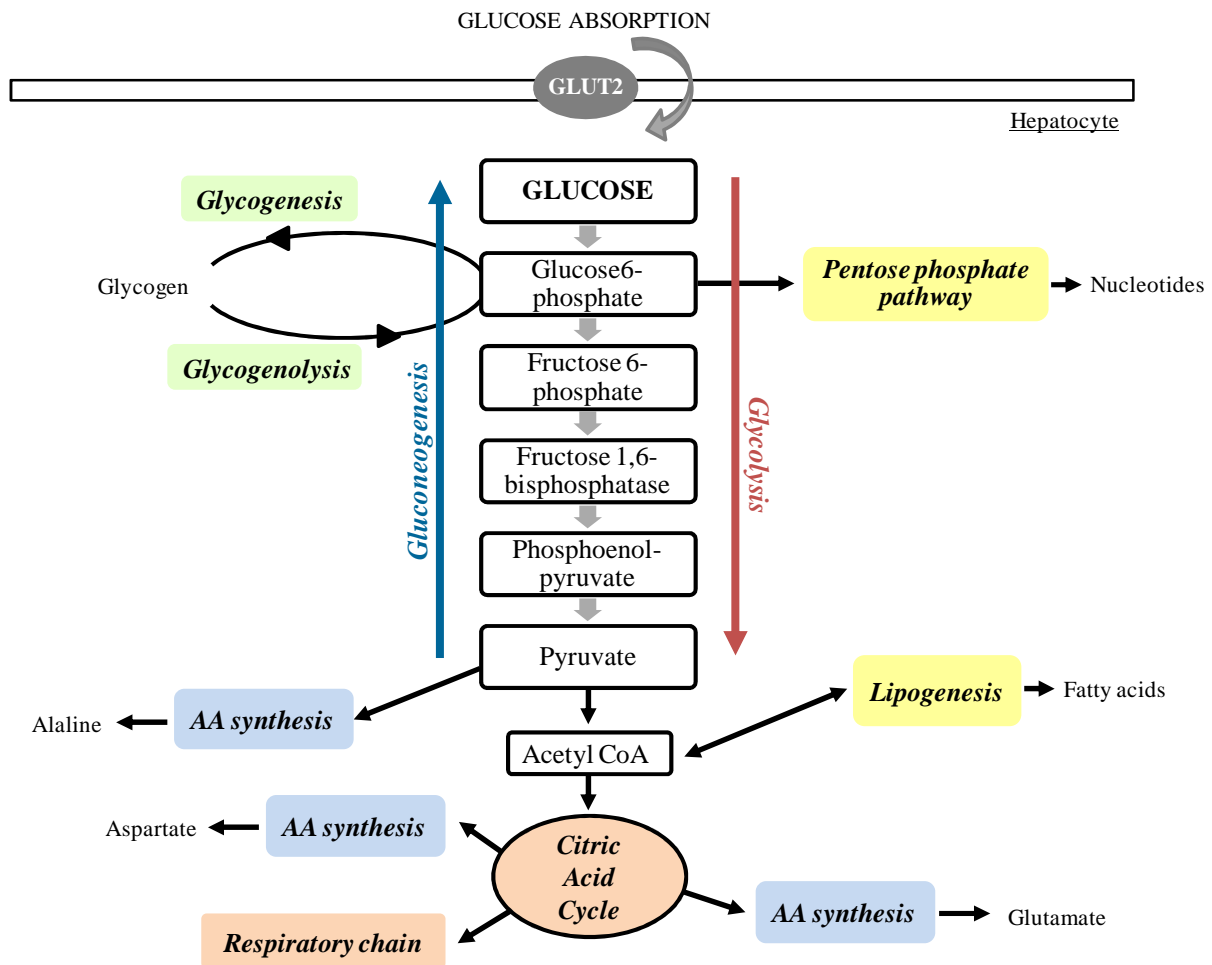 GLUCOSE ABSORPTION
GLUT2
Hepatocyte
GLUCOSE
Glycogenesis
Glycogen
Glycogenolysis
Glucose6-
phosphate
Pentose phosphate
pathway
Nucleotides
Fructose 6-
phosphate
Gluconeogenesis
Glycolysis
Fructose 1,6-
bisphosphatase
Phosphoenol-
pyruvate
Pyruvate
Lipogenesis
Fatty acids
AA synthesis
Alaline
Acetyl CoA
AA synthesis
Aspartate
Citric
Acid
Cycle
AA synthesis
Glutamate
Respiratory chain